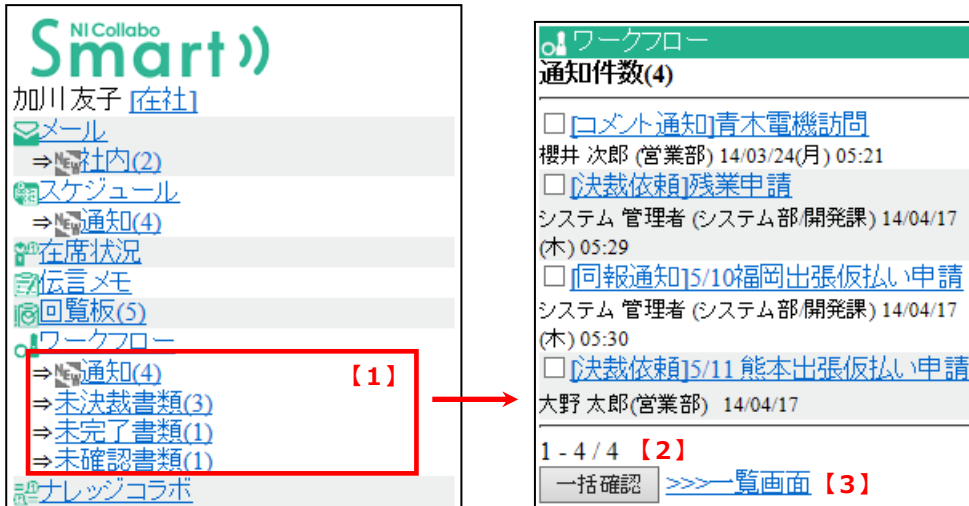 NI Collabo
Smart
加川 友子 [在社]
メール
⇒NEW社内(2)
スケジュール
⇒NEW通知(4)
在席状況
伝言メモ
回覧板(5)
ワークフロー
⇒NEW通知(4)
【1】
⇒未決裁書類(3)
⇒未完了書類(1)
⇒未確認書類(1)
ナレッジコラボ
ワークフロー
通知件数(4)
[コメント通知]青木電機訪問
櫻井 次郎 (営業部) 14/03/24(月) 05:21
[決裁依頼]残業申請
システム 管理者 (システム部/開発課) 14/04/17
(木) 05:29
[同報通知]5/10福岡出張仮払い申請
システム 管理者 (システム部/開発課) 14/04/17
(木) 05:30
[決裁依頼]5/11 熊本出張仮払い申請
大野 太郎(営業部) 14/04/17
1 - 4 / 4 【2】
一括確認 >>>一覧画面 【3】